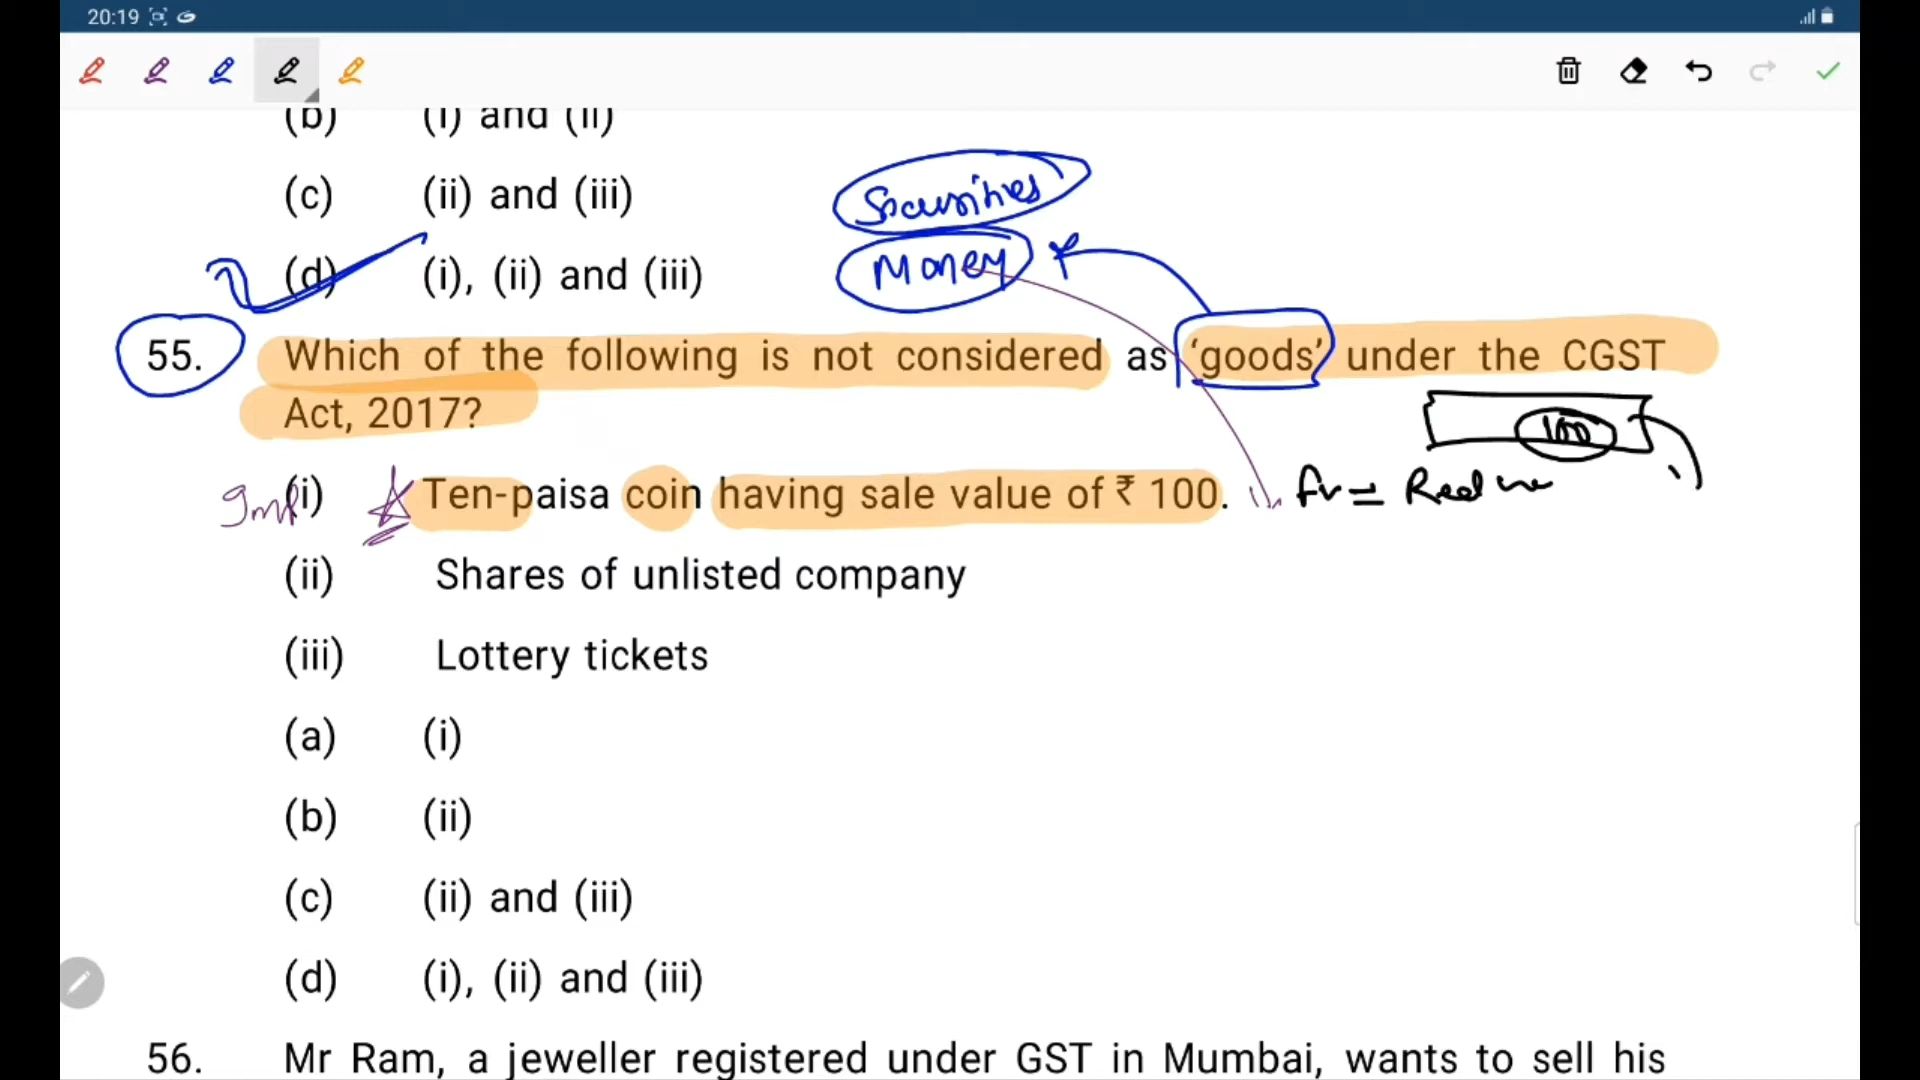 20:19
(b) (i) and (ii)
(c) (ii) and (iii)
Securities
(d) (i), (ii) and (iii)
Money
55. Which of the following is not considered as ‘goods’ under the CGST
Act, 2017?
100
Imp
(i) Ten-paisa coin having sale value of ₹ 100.
fv =
(ii) Shares of unlisted company
(iii) Lottery tickets
(a) (i)
(b) (ii)
(c) (ii) and (iii)
(d) (i), (ii) and (iii)
56. Mr Ram, a jeweller registered under GST in Mumbai, wants to sell his